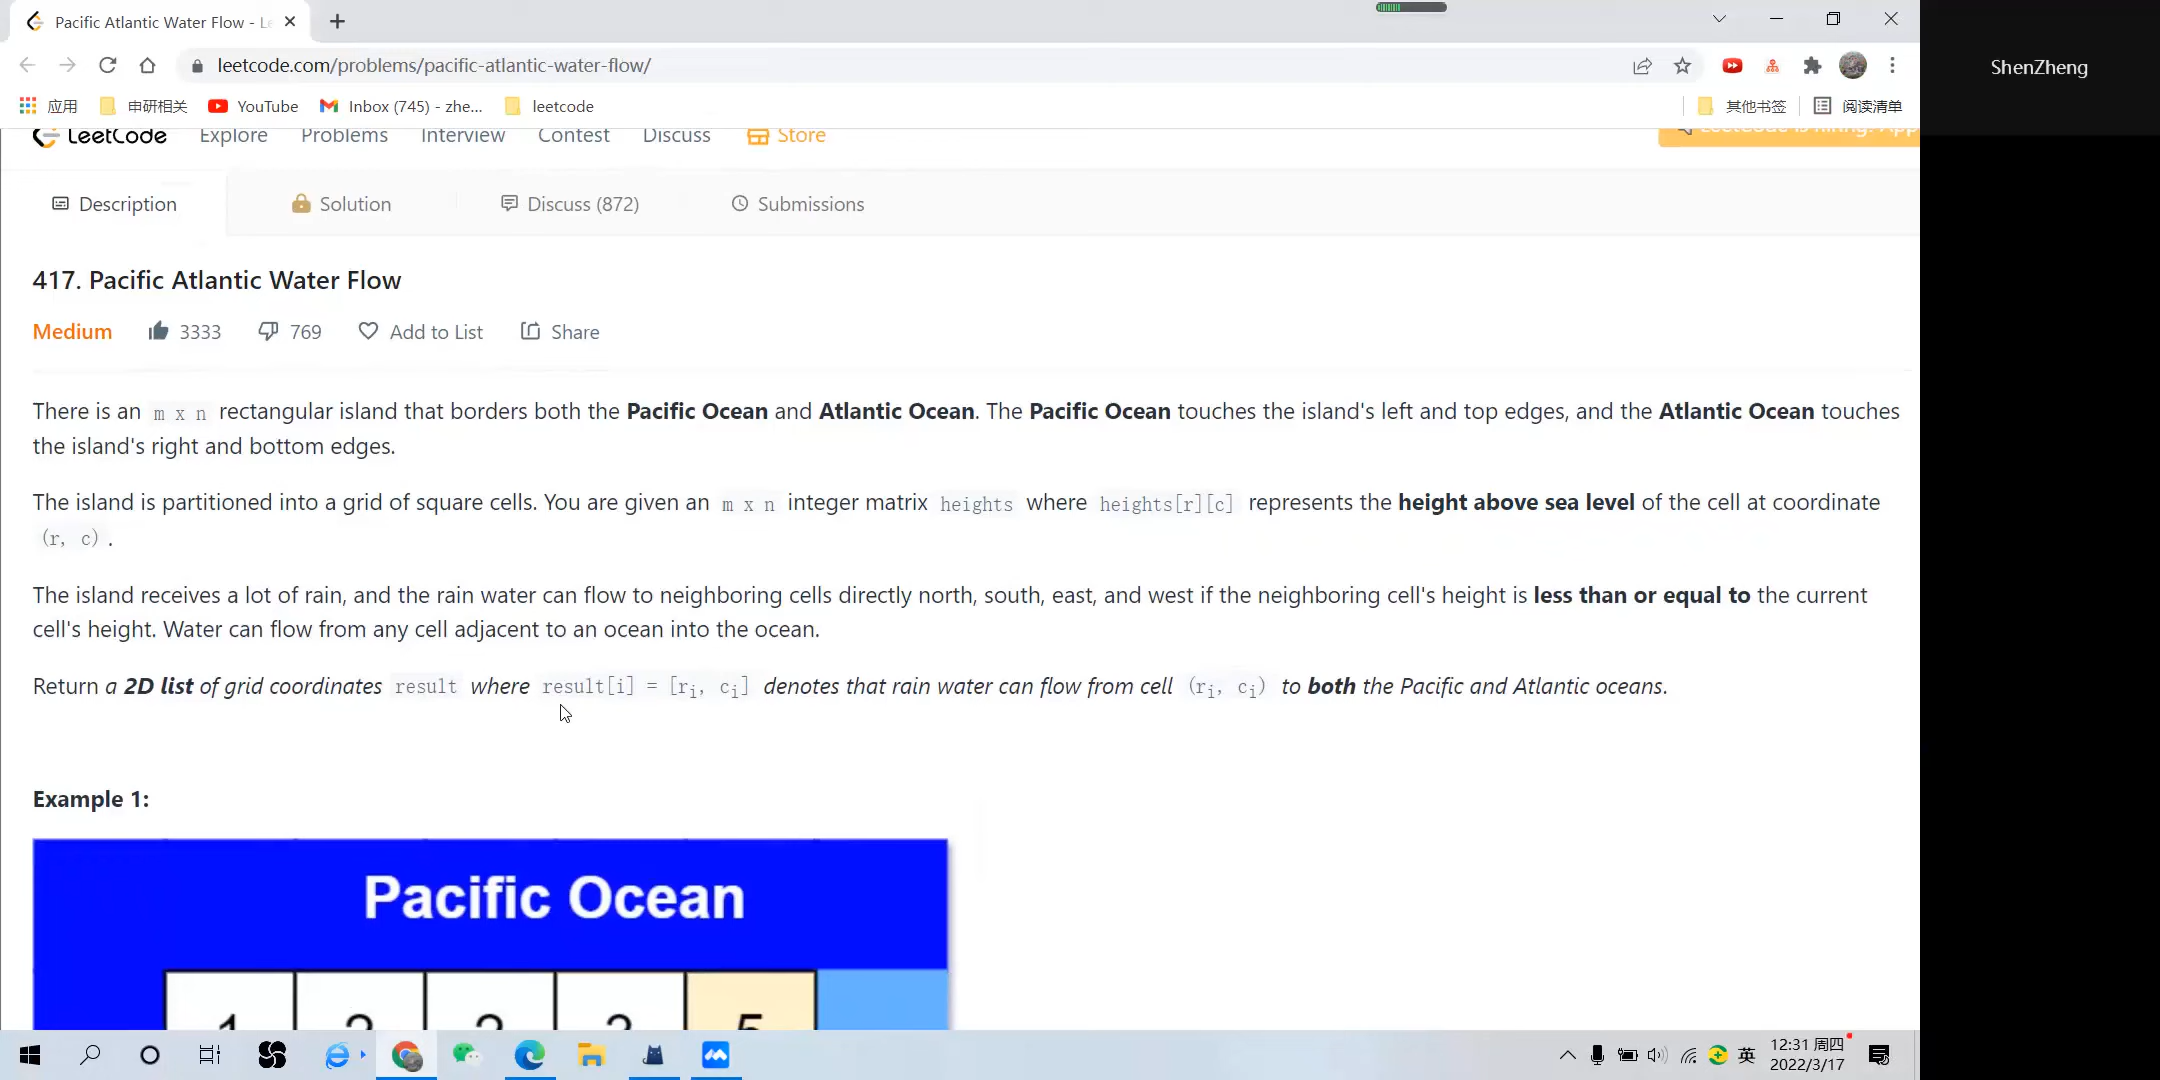 Pacific Atlantic Water Flow - Le
ShenZheng
leetcode.com/problems/pacific-atlantic-water-flow/
应用 申研相关 YouTube Inbox (745) - zhe... leetcode 其他书签 阅读清单
LeetCode Explore Problems Interview Contest Discuss Store LeetCode is hiring! App
Description Solution Discuss (872) Submissions
417. Pacific Atlantic Water Flow
Medium 3333 769 Add to List Share
There is an m x n rectangular island that borders both the Pacific Ocean and Atlantic Ocean. The Pacific Ocean touches the island's left and top edges, and the Atlantic Ocean touches
the island's right and bottom edges.
The island is partitioned into a grid of square cells. You are given an m x n integer matrix heights where heights[r][c] represents the height above sea level of the cell at coordinate
(r, c) .
The island receives a lot of rain, and the rain water can flow to neighboring cells directly north, south, east, and west if the neighboring cell's height is less than or equal to the current
cell's height. Water can flow from any cell adjacent to an ocean into the ocean.
Return a 2D list of grid coordinates result where result[i] = [ri, ci] denotes that rain water can flow from cell (ri, ci) to both the Pacific and Atlantic oceans.
Example 1:
Pacific Ocean
1 2 2 3 5
英 12:31 周四
2022/3/17